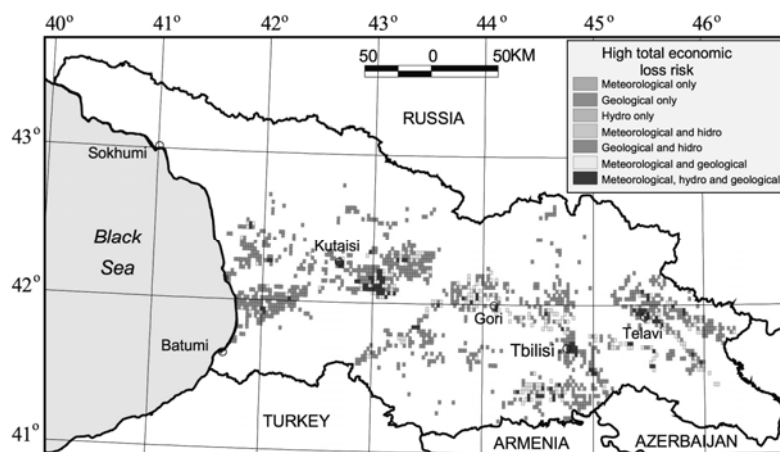 40 41 42 43 44 45 46
50 0 50KM
High total economic
loss risk
Meteorological only
Geological only
Hydro only
Meteorological and hidro
Geological and hidro
Meteorological and geological
Meteorological, hydro and geological
RUSSIA
43°
Sokhumi
Black
Sea
Kutaisi
42°
Gori
Telavi
Tbilisi
Batumi
TURKEY
ARMENIA
AZERBAIJAN
41°